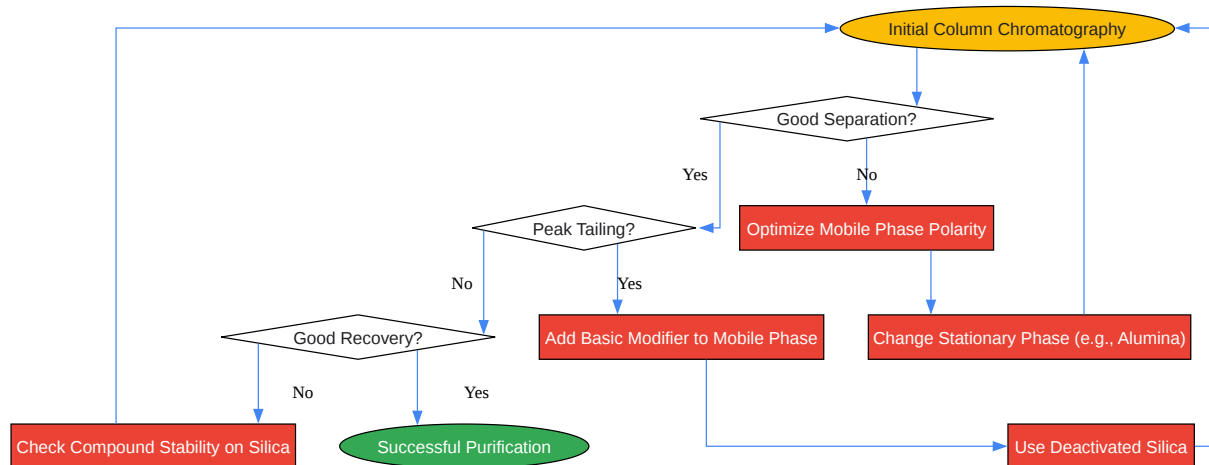 Initial Column Chromatography
Good Separation?
Yes
No
Peak Tailing?
Optimize Mobile Phase Polarity
No
Yes
Good Recovery?
Add Basic Modifier to Mobile Phase
Change Stationary Phase (e.g., Alumina)
No
Yes
Check Compound Stability on Silica
Successful Purification
Use Deactivated Silica